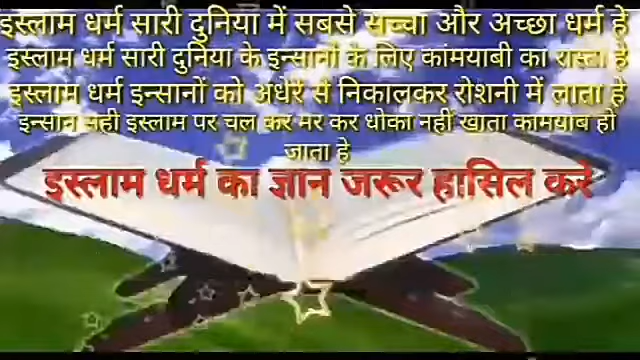 इस्लाम धर्म सारी दुनिया में सबसे सच्चा और अच्छा धर्म हे
इस्लाम धर्म सारी दुनिया के इन्सानों के लिए कांमयाबी का रास्ता हे
इस्लाम धर्म इन्सानों को अंधेरे से निकालकर रोशनी में लाता हे
इन्सान सही इस्लाम पर चल कर मर कर धोका नहीं खाता कामयाब हो
जाता हे
इस्लाम धर्म का ज्ञान जरूर हासिल करे